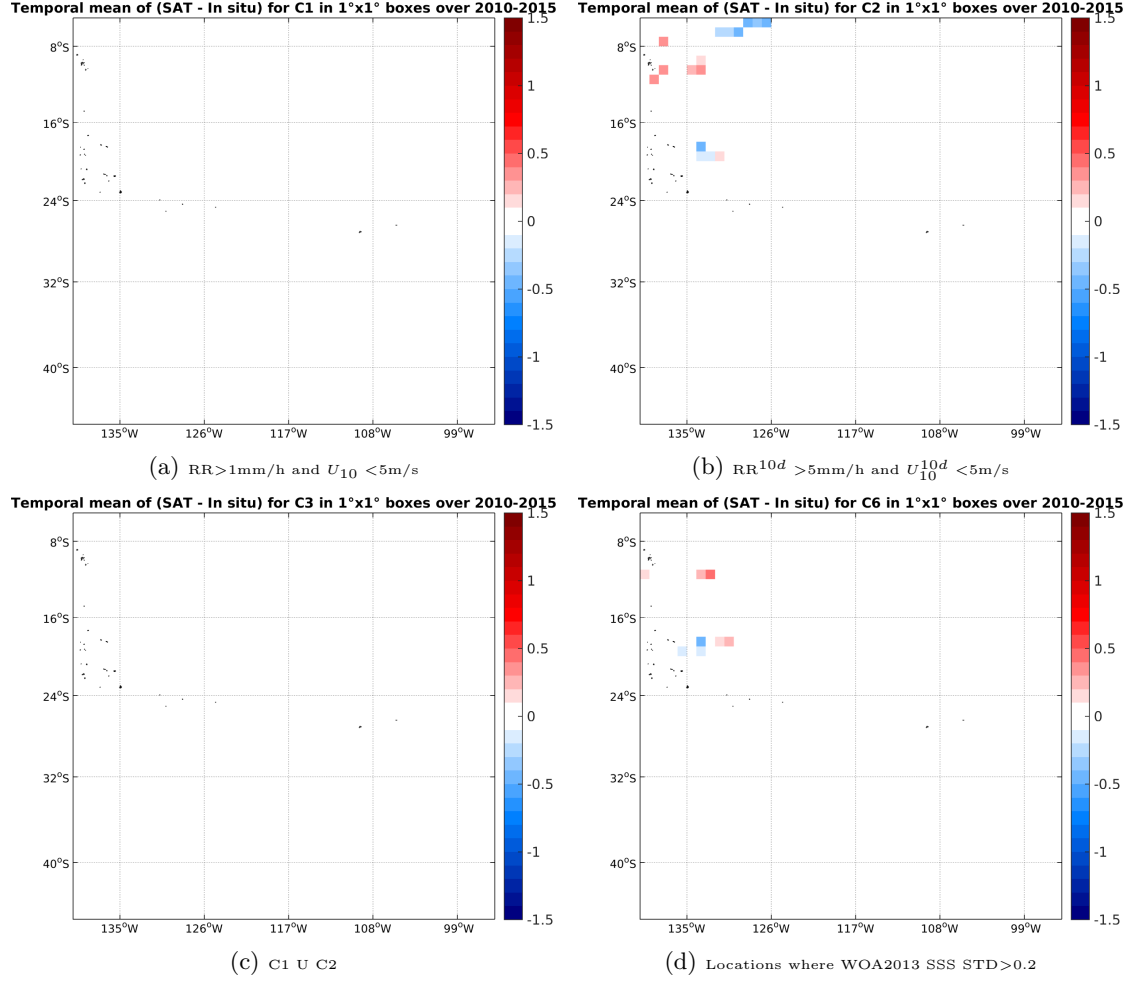 Temporal mean of (SAT - In situ) for C1 in 1°x1° boxes over 2010-2015
8°S
16°S
24°S
32°S
40°S
135°W 126°W 117°W 108°W 99°W
1.5
1
0.5
0
-0.5
-1
-1.5
(a) RR>1mm/h and U10 <5m/s
Temporal mean of (SAT - In situ) for C2 in 1°x1° boxes over 2010-2015
8°S
16°S
24°S
32°S
40°S
135°W 126°W 117°W 108°W 99°W
1.5
1
0.5
0
-0.5
-1
-1.5
(b) RR10d >5mm/h and U10d10 <5m/s
Temporal mean of (SAT - In situ) for C3 in 1°x1° boxes over 2010-2015
8°S
16°S
24°S
32°S
40°S
135°W 126°W 117°W 108°W 99°W
1.5
1
0.5
0
-0.5
-1
-1.5
(c) C1 U C2
Temporal mean of (SAT - In situ) for C6 in 1°x1° boxes over 2010-2015
8°S
16°S
24°S
32°S
40°S
135°W 126°W 117°W 108°W 99°W
1.5
1
0.5
0
-0.5
-1
-1.5
(d) Locations where WOA2013 SSS STD>0.2